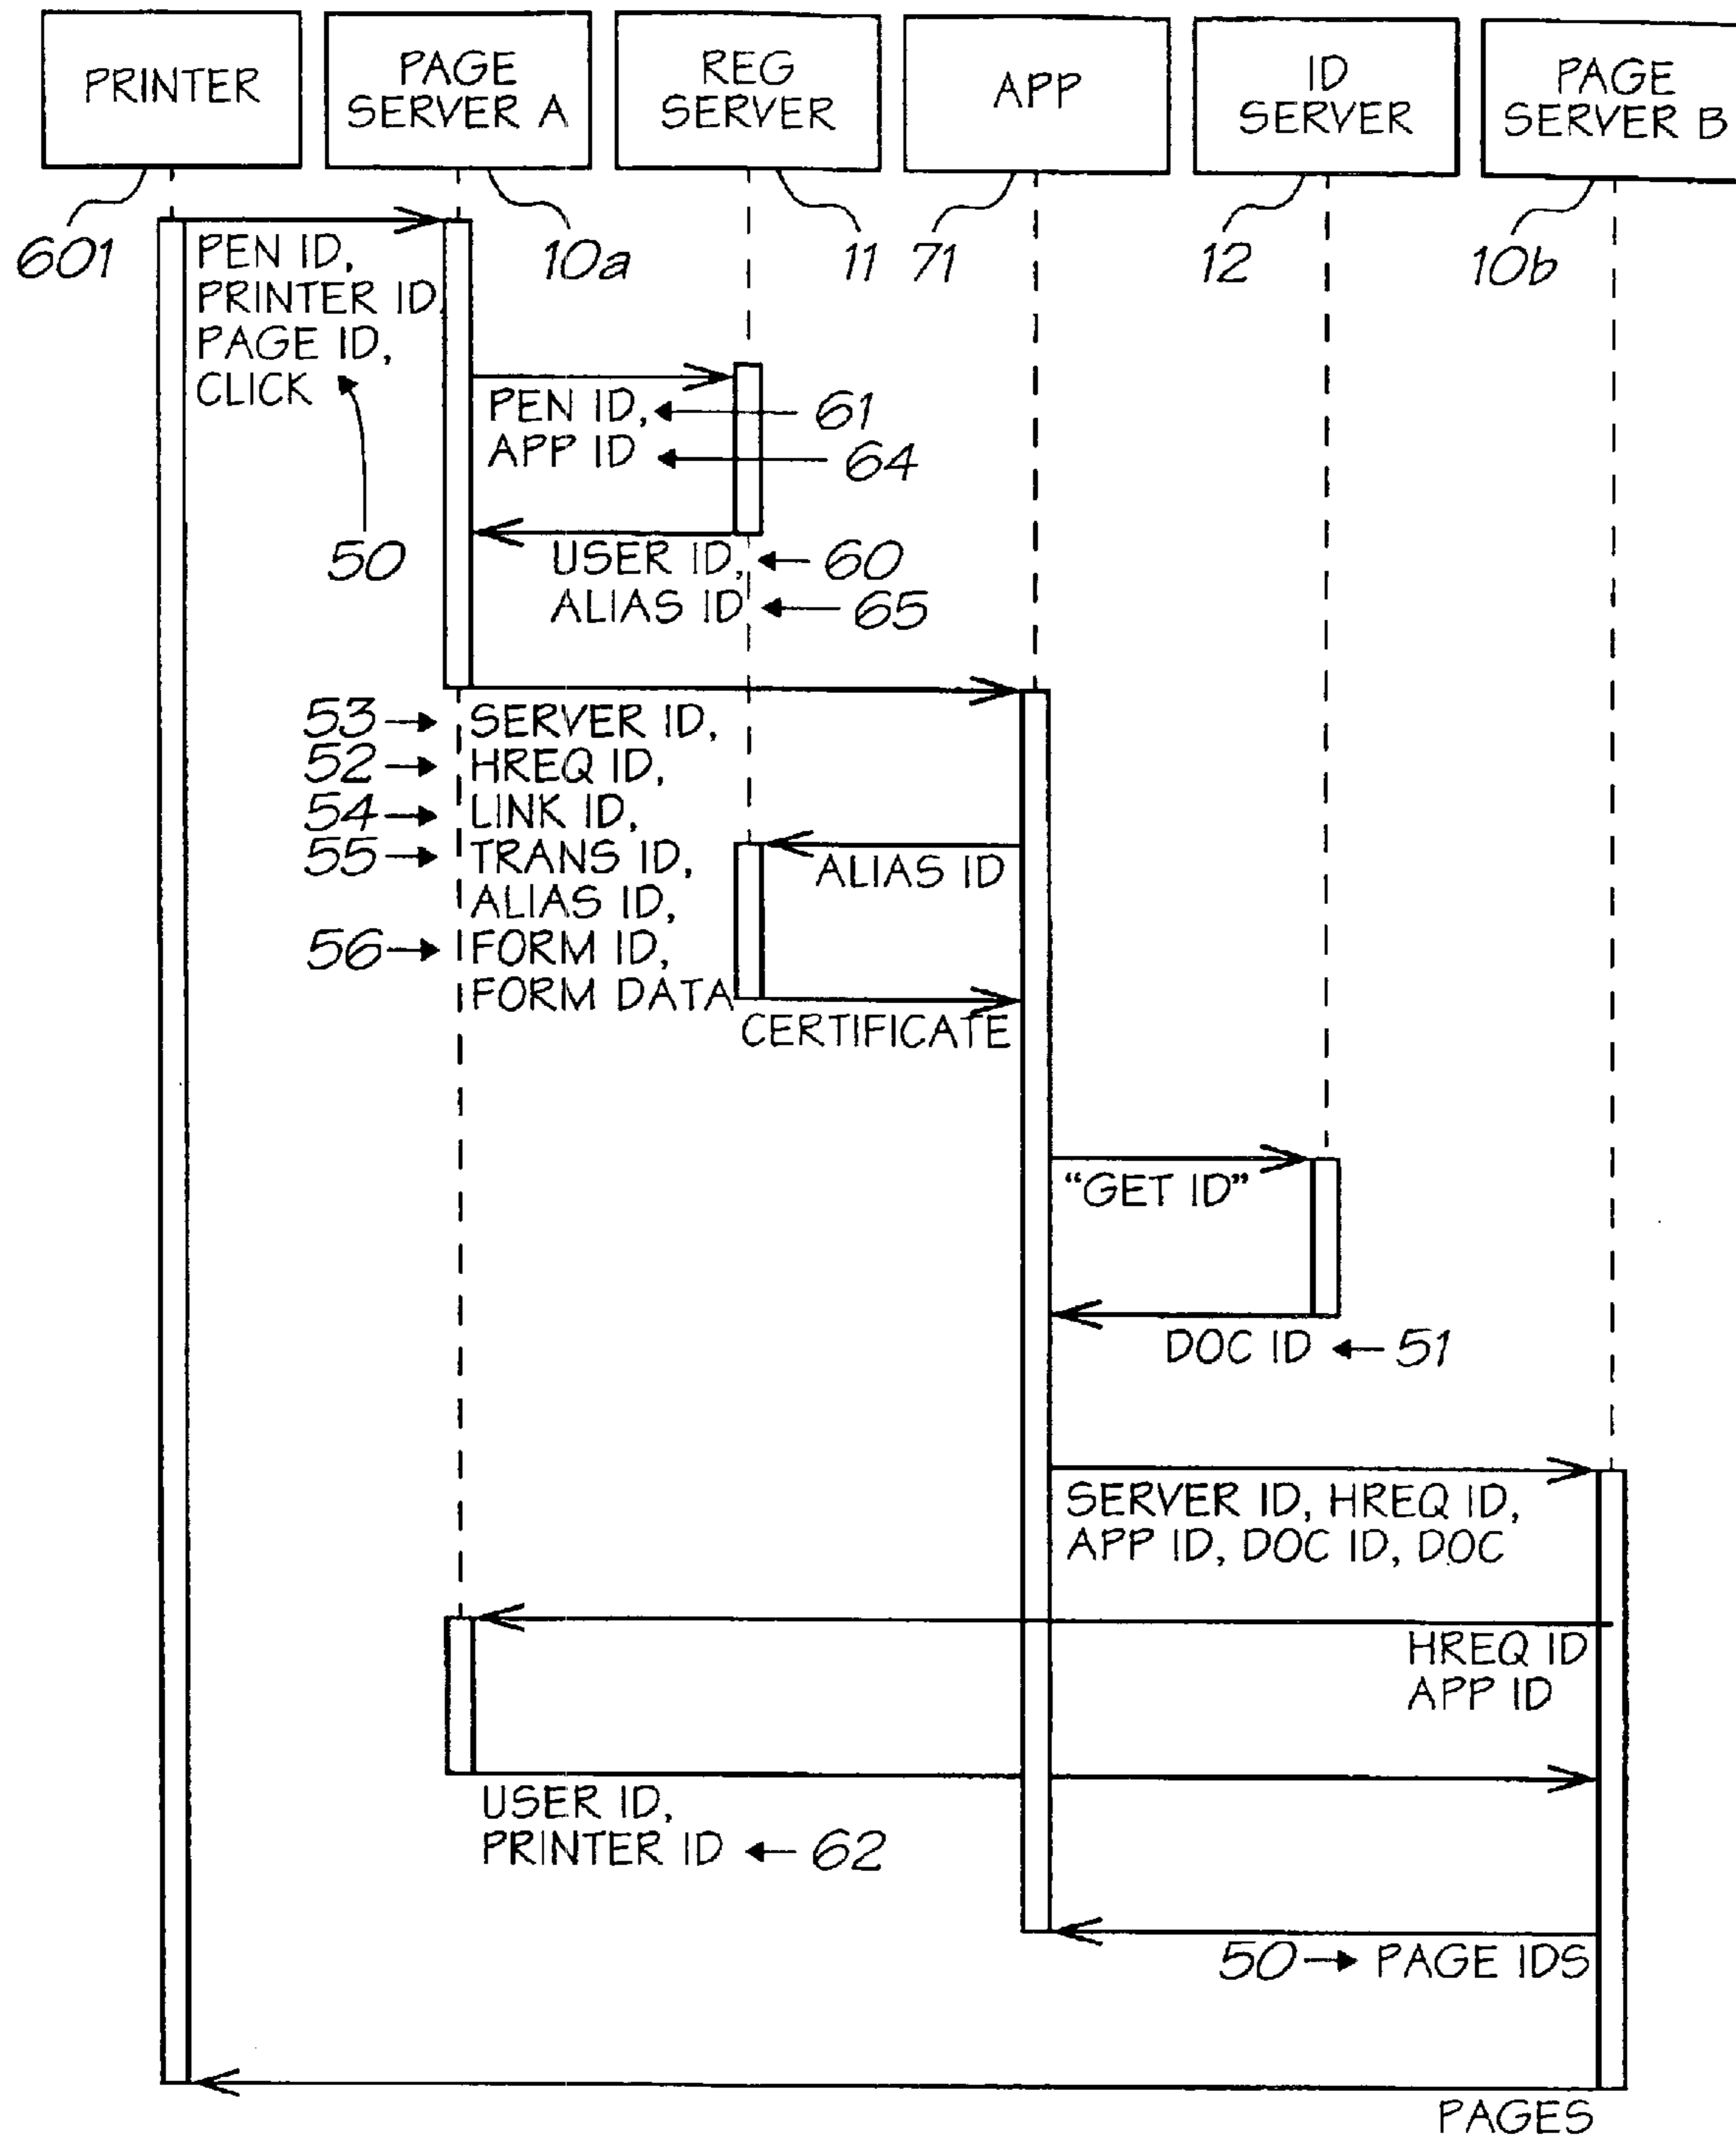 PRINTER
PAGE
SERVER A
REG
SERVER
APP
ID
SERVER
PAGE
SERVER B
601
10a
11
71
12
10b
PEN ID,
PRINTER ID,
PAGE ID,
CLICK
50
PEN ID, 61
APP ID 64
USER ID, 60
ALIAS ID 65
53 SERVER ID,
52 HREQ ID,
54 LINK ID,
55 TRANS ID,
ALIAS ID,
56 FORM ID,
FORM DATA
ALIAS ID
CERTIFICATE
“GET ID”
DOC ID 51
SERVER ID, HREQ ID,
APP ID, DOC ID, DOC
HREQ ID
APP ID
USER ID,
PRINTER ID 62
50 PAGE IDS
PAGES